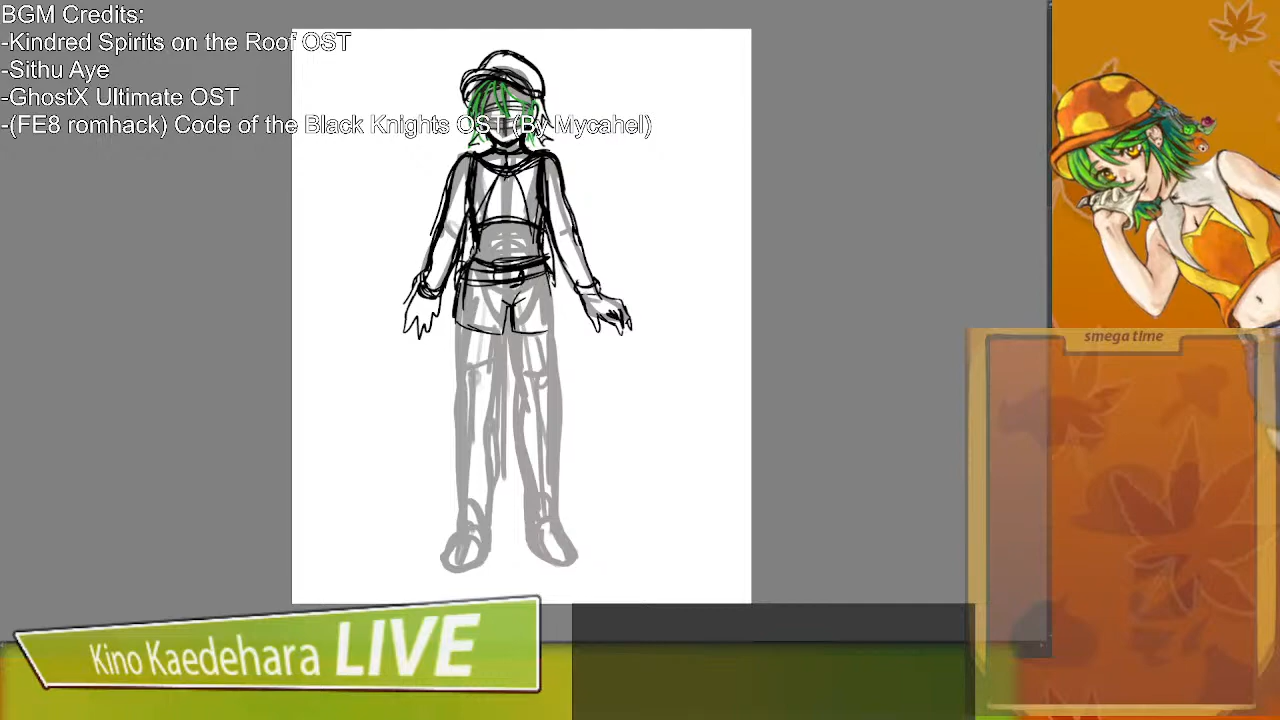 BGM Credits:
-Kindred Spirits on the Roof OST
-Sithu Aye
-GhostX Ultimate OST
-(FE8 romhack) Code of the Black Knights OST (By Mycahel)
smega time
Kino Kaedehara LIVE